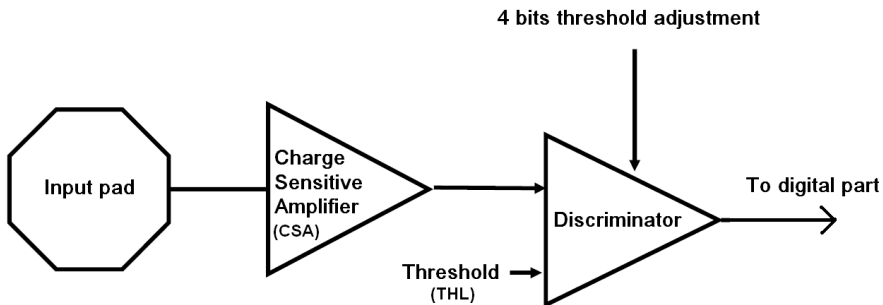 4 bits threshold adjustment
Input pad
Charge
Sensitive
Amplifier
(CSA)
To digital part
Discriminator
Threshold
(THL)